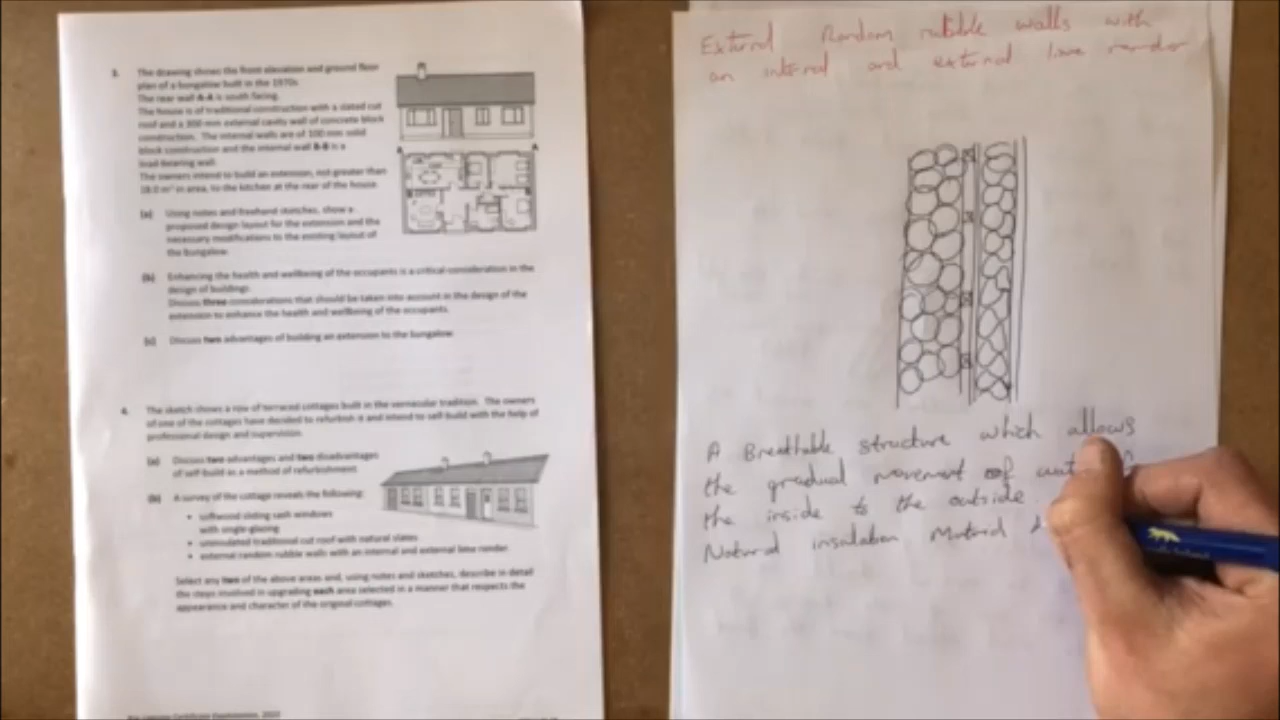 3. The drawing shows the front elevation and ground floor
plan of a bungalow built in the 1970s.
The rear wall A-A is south facing.
The house is of traditional construction with a slated cut
roof and a 300 mm external cavity wall of concrete block
construction. The internal walls are of 100 mm solid
block construction and the internal wall B-B is a
load-bearing wall.
The owners intend to build an extension, not greater than
18.0 m² in area, to the kitchen at the rear of the house.
(a) Using notes and freehand sketches, show a
proposed design layout for the extension and the
necessary modifications to the existing layout of
the bungalow.
(b) Enhancing the health and wellbeing of the occupants is a critical consideration in the
design of buildings.
Discuss three considerations that should be taken into account in the design of the
extension to enhance the health and wellbeing of the occupants.
(c) Discuss two advantages of building an extension to the bungalow.
A A
4. The sketch shows a row of terraced cottages built in the vernacular tradition. The owners
of one of the cottages have decided to refurbish it and intend to self-build with the help of
professional design and supervision.
(a) Discuss two advantages and two disadvantages
of self-build as a method of refurbishment.
(b) A survey of the cottage reveals the following:
• softwood sliding sash windows
with single-glazing
• uninsulated traditional cut roof with natural slates
• external random rubble walls with an internal and external lime render.
Select any two of the above areas and, using notes and sketches, describe in detail
the steps involved in upgrading each area selected in a manner that respects the
appearance and character of the original cottages.
External Random rubble walls with
an internal and external lime render
A Breathable structure which allows
the gradual movement of
the inside to the outside.
Natural insulation Material